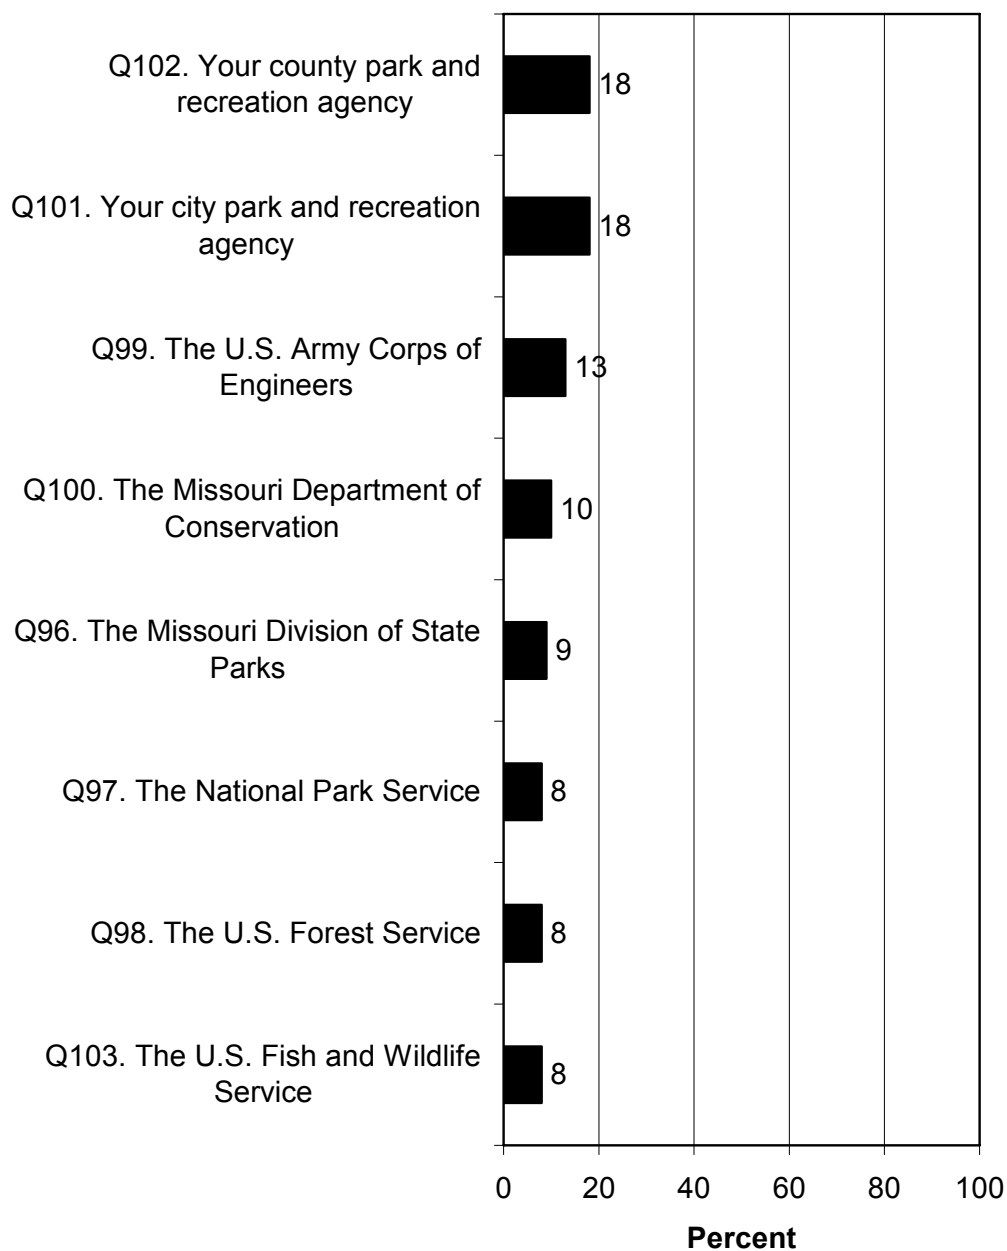 Q102. Your county park and
recreation agency
18
Q101. Your city park and recreation
agency
18
Q99. The U.S. Army Corps of
Engineers
13
Q100. The Missouri Department of
Conservation
10
Q96. The Missouri Division of State
Parks
9
Q97. The National Park Service
8
Q98. The U.S. Forest Service
8
Q103. The U.S. Fish and Wildlife
Service
8
0 20 40 60 80 100
Percent